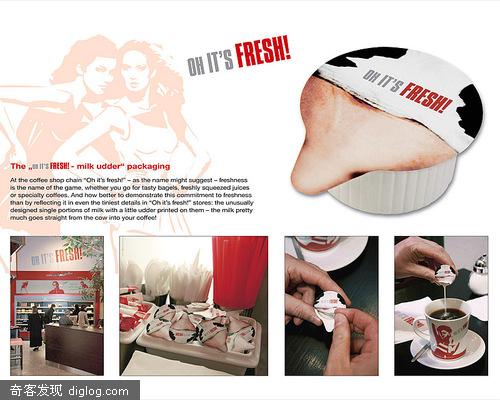 OH IT'S FRESH!
OH IT'S FRESH!
The „OH IT'S FRESH! - milk udder“ packaging
At the coffee shop chain “Oh it's fresh!” – as the name might suggest – freshness
is the name of the game, whether you go for tasty bagels, freshly squeezed juices
or specialty coffees. And how better to demonstrate this commitment to freshness
than by reflecting it in even the tiniest details in “Oh it's fresh!” stores: the unusually
designed single portions of milk with a little udder printed on them – the milk pretty
much goes straight from the cow into your coffee!
OH IT'S FRESH!
奇客发现 diglog.com